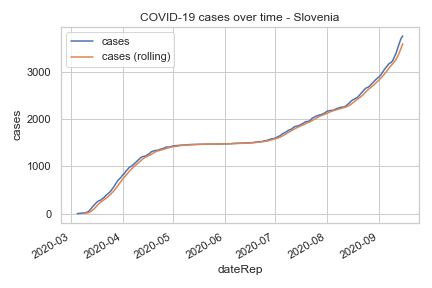 COVID-19 cases over time - Slovenia
cases
cases (rolling)
cases
3000
2000
1000
0
2020-03
2020-04
2020-05
2020-06
2020-07
2020-08
2020-09
dateRep